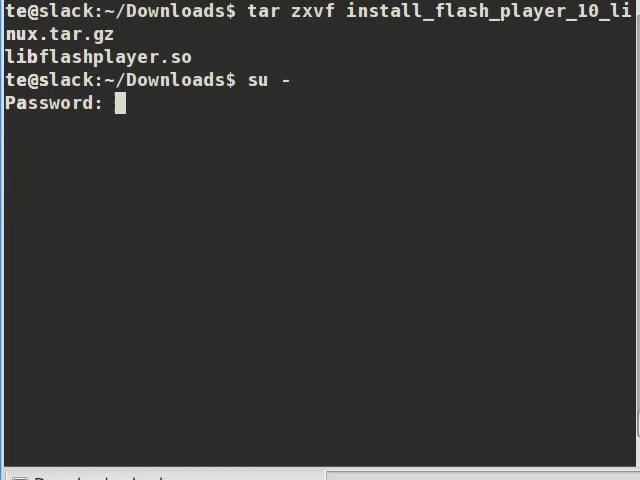 te@slack:~/Downloads$ tar zxvf install_flash_player_10_li
nux.tar.gz
libflashplayer.so
te@slack:~/Downloads$ su -
Password: